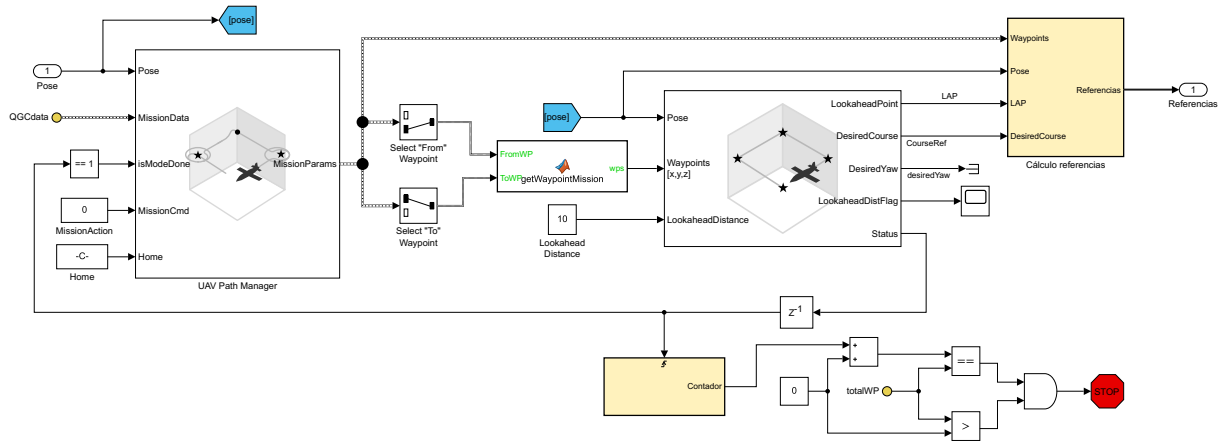 [pose]
1
Pose
QGCdata
== 1
0
MissionAction
-C-
Home
Pose
MissionData
isModeDone
MissionCmd
Home
MissionParams
UAV Path Manager
Select "From"
Waypoint
Select "To"
Waypoint
[pose]
FromWP
ToWP
wps
getWaypointMission
10
Lookahead
Distance
Pose
Waypoints
[x,y,z]
LookaheadDistance
LookaheadPoint
DesiredCourse
DesiredYaw
LookaheadDistFlag
Status
LAP
CourseRef
desiredYaw
Waypoints
Pose
LAP
DesiredCourse
Referencias
Cálculo referencias
1
Referencias
Z-1
Contador
+
+
0
totalWP
==
>
STOP